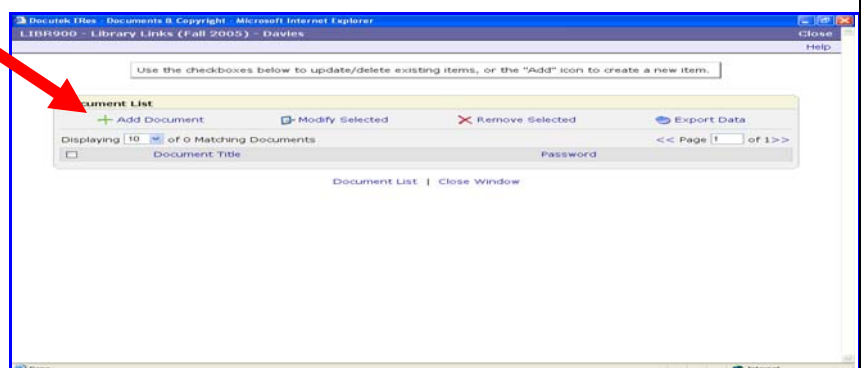 Docutek ERes - Documents & Copyright - Microsoft Internet Explorer
LIBR900 - Library Links (Fall 2005) - Davies Close
Help
Use the checkboxes below to update/delete existing items, or the "Add" icon to create a new item.
cument List
Add Document Modify Selected Remove Selected Export Data
Displaying 10 of 0 Matching Documents << Page 1 of 1>>
Document Title Password
Document List | Close Window